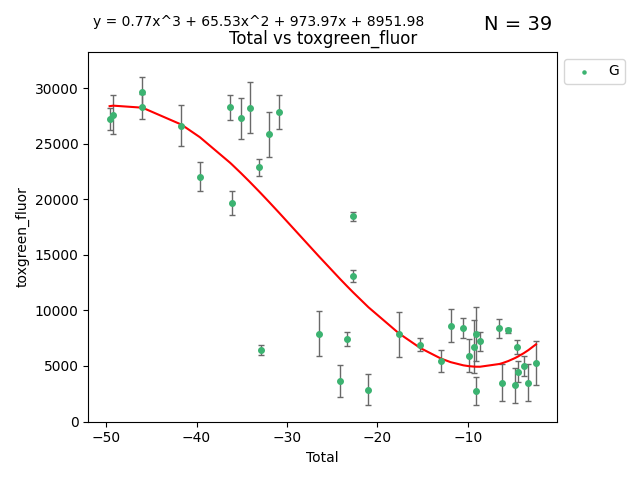 y = 0.77x^3 + 65.53x^2 + 973.97x + 8951.98
N = 39
Total vs toxgreen_fluor
G
30000
25000
20000
15000
10000
5000
0
toxgreen_fluor
−50
−40
−30
−20
−10
Total